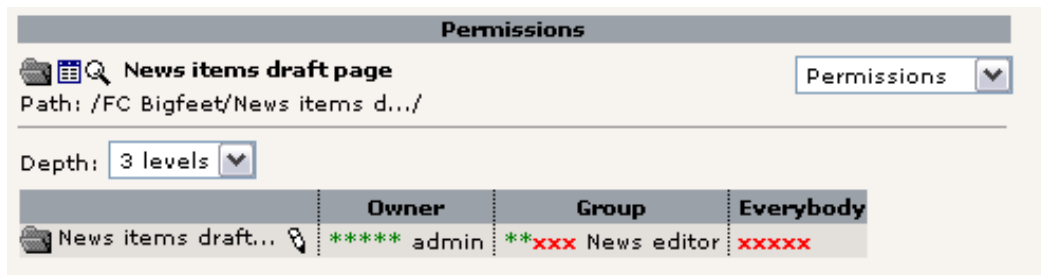 Permissions
News items draft page
Permissions
Path: /FC Bigfeet/News items d.../
Depth: 3 levels
Owner Group Everybody
News items draft... ***** admin **xxx News editor xxxxx